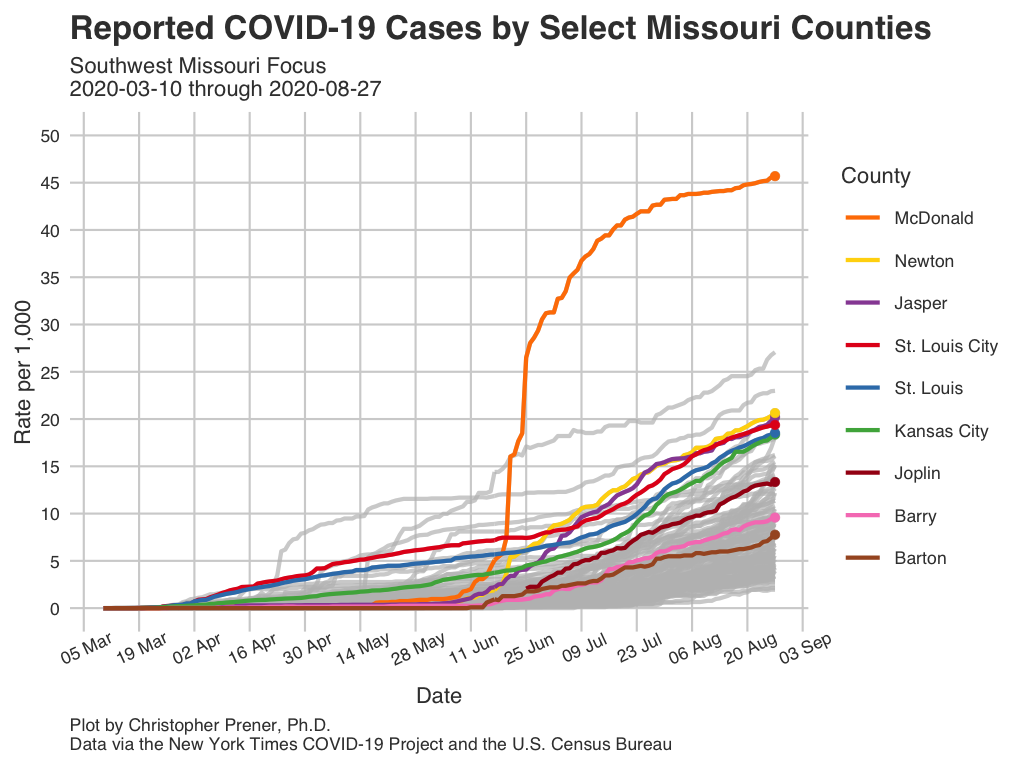 Reported COVID-19 Cases by Select Missouri Counties
Southwest Missouri Focus
2020-03-10 through 2020-08-27
50
45
40
35
30
25
20
15
10
5
0
Rate per 1,000
05 Mar
19 Mar
02 Apr
16 Apr
30 Apr
14 May
28 May
11 Jun
25 Jun
09 Jul
23 Jul
06 Aug
20 Aug
03 Sep
Date
County
McDonald
Newton
Jasper
St. Louis City
St. Louis
Kansas City
Joplin
Barry
Barton
Plot by Christopher Prener, Ph.D.
Data via the New York Times COVID-19 Project and the U.S. Census Bureau